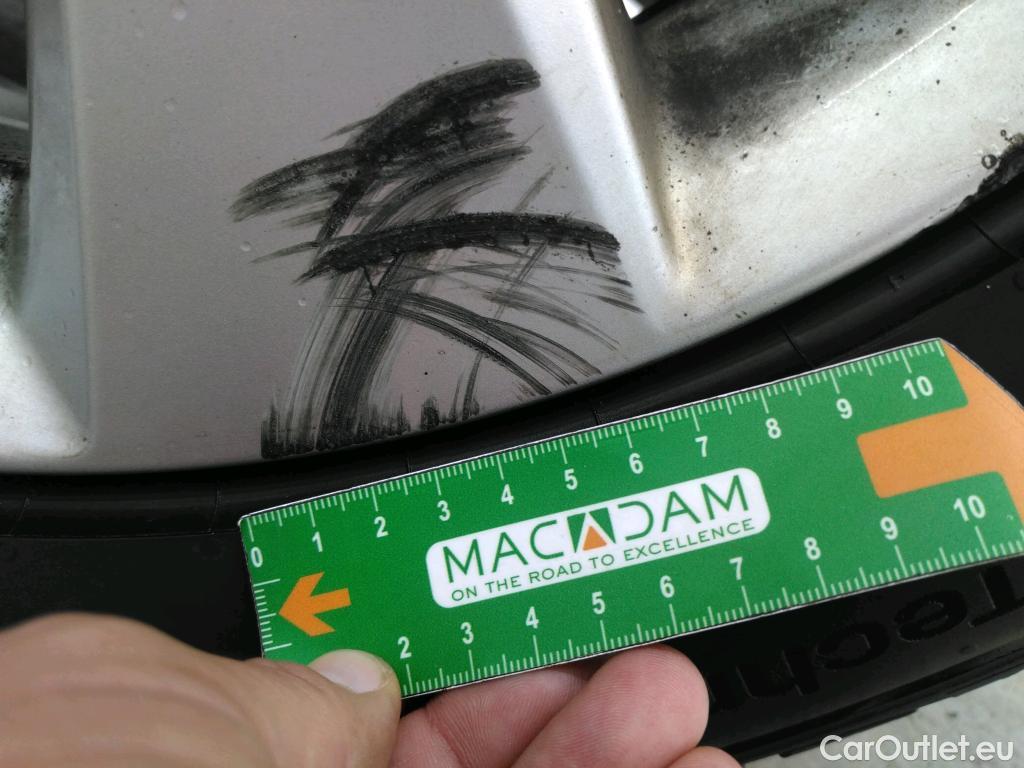 0 1 2 3 4 5 6 7 8 9 10
MACADAM
ON THE ROAD TO EXCELLENCE
2 3 4 5 6 7 8 9 10
Tech
CarOutlet.eu